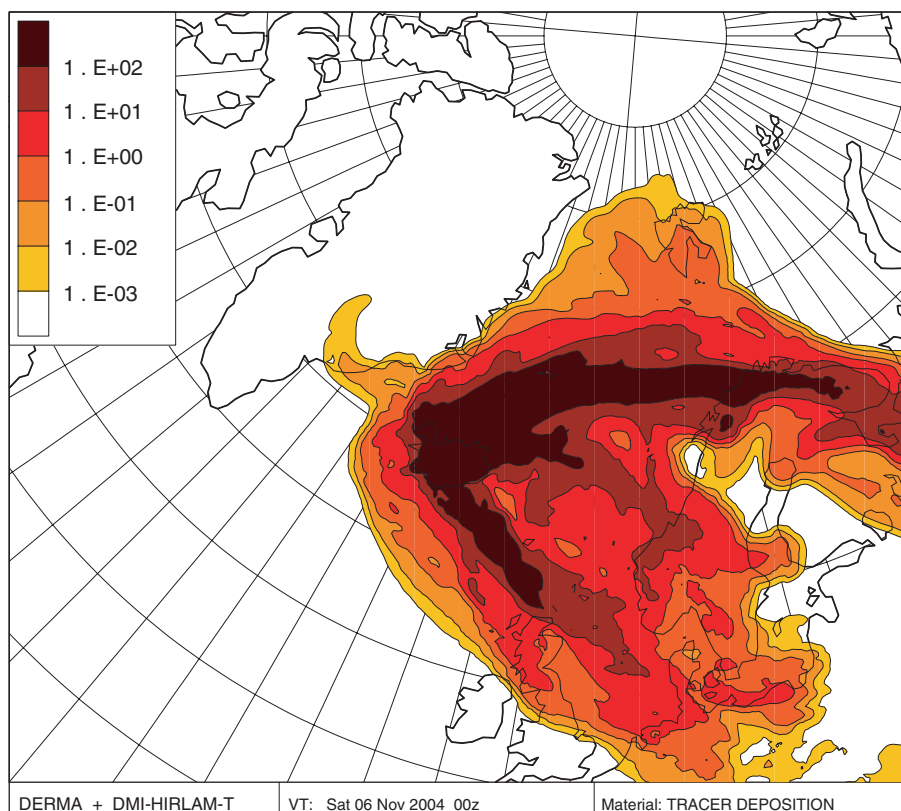 1 . E+02
1 . E+01
1 . E+00
1 . E-01
1 . E-02
1 . E-03
DERMA + DMI-HIRLAM-T
VT: Sat 06 Nov 2004 00z
Material: TRACER DEPOSITION